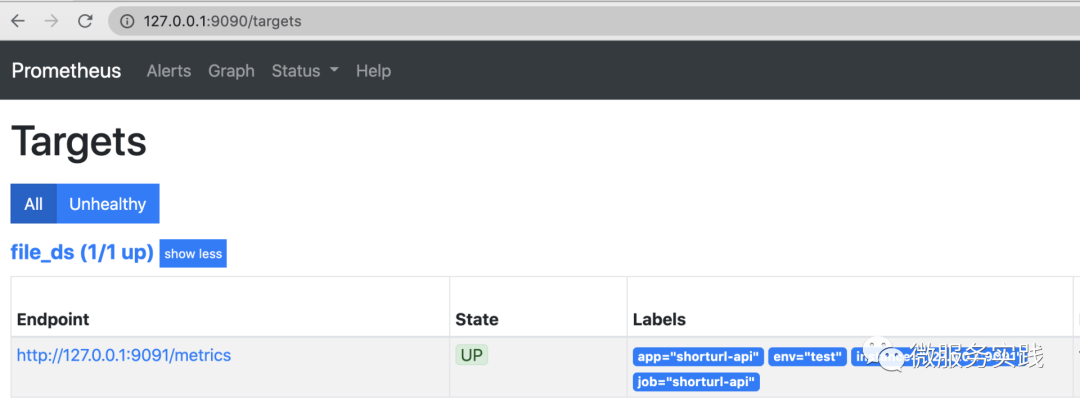 127.0.0.1:9090/targets
Prometheus Alerts Graph Status Help
Targets
All Unhealthy
file_ds (1/1 up) show less
Endpoint State Labels
http://127.0.0.1:9091/metrics UP app="shorturl-api" env="test"
job="shorturl-api"
微服务实践